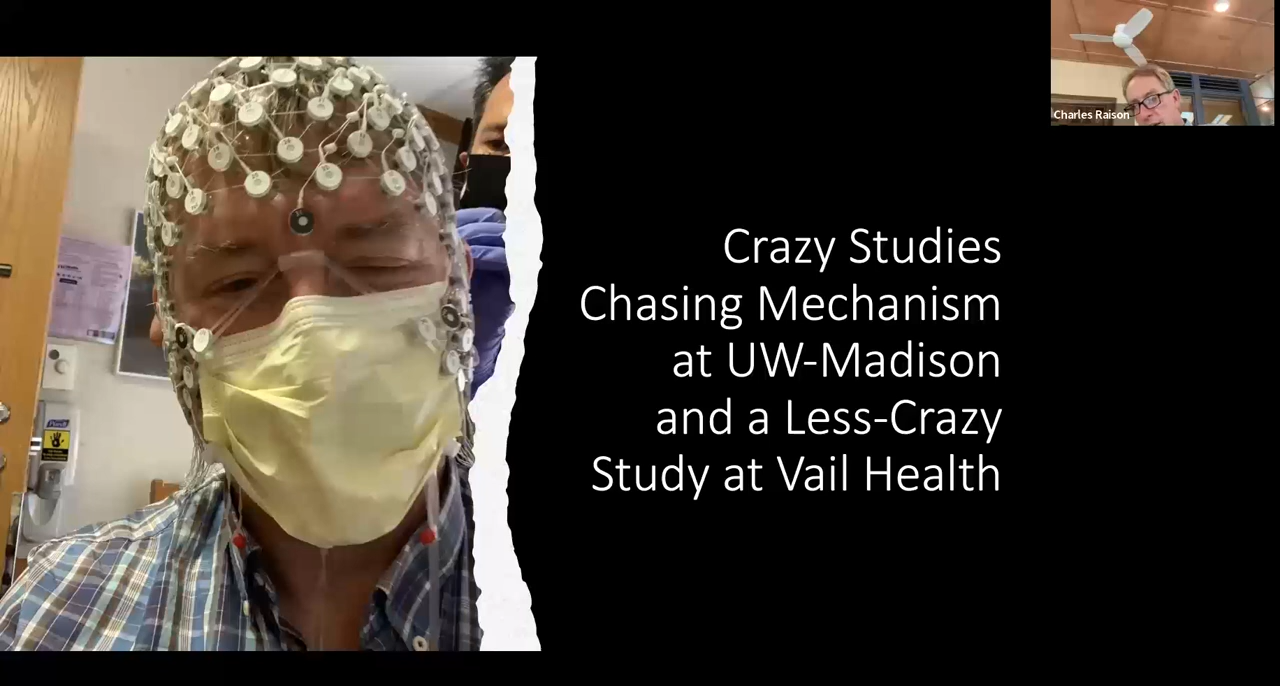 Charles Raison
Crazy Studies
Chasing Mechanism
at UW-Madison
and a Less-Crazy
Study at Vail Health